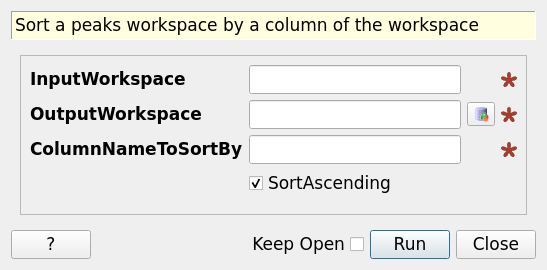 Sort a peaks workspace by a column of the workspace
InputWorkspace
OutputWorkspace
ColumnNameToSortBy
SortAscending
? Keep Open Run Close